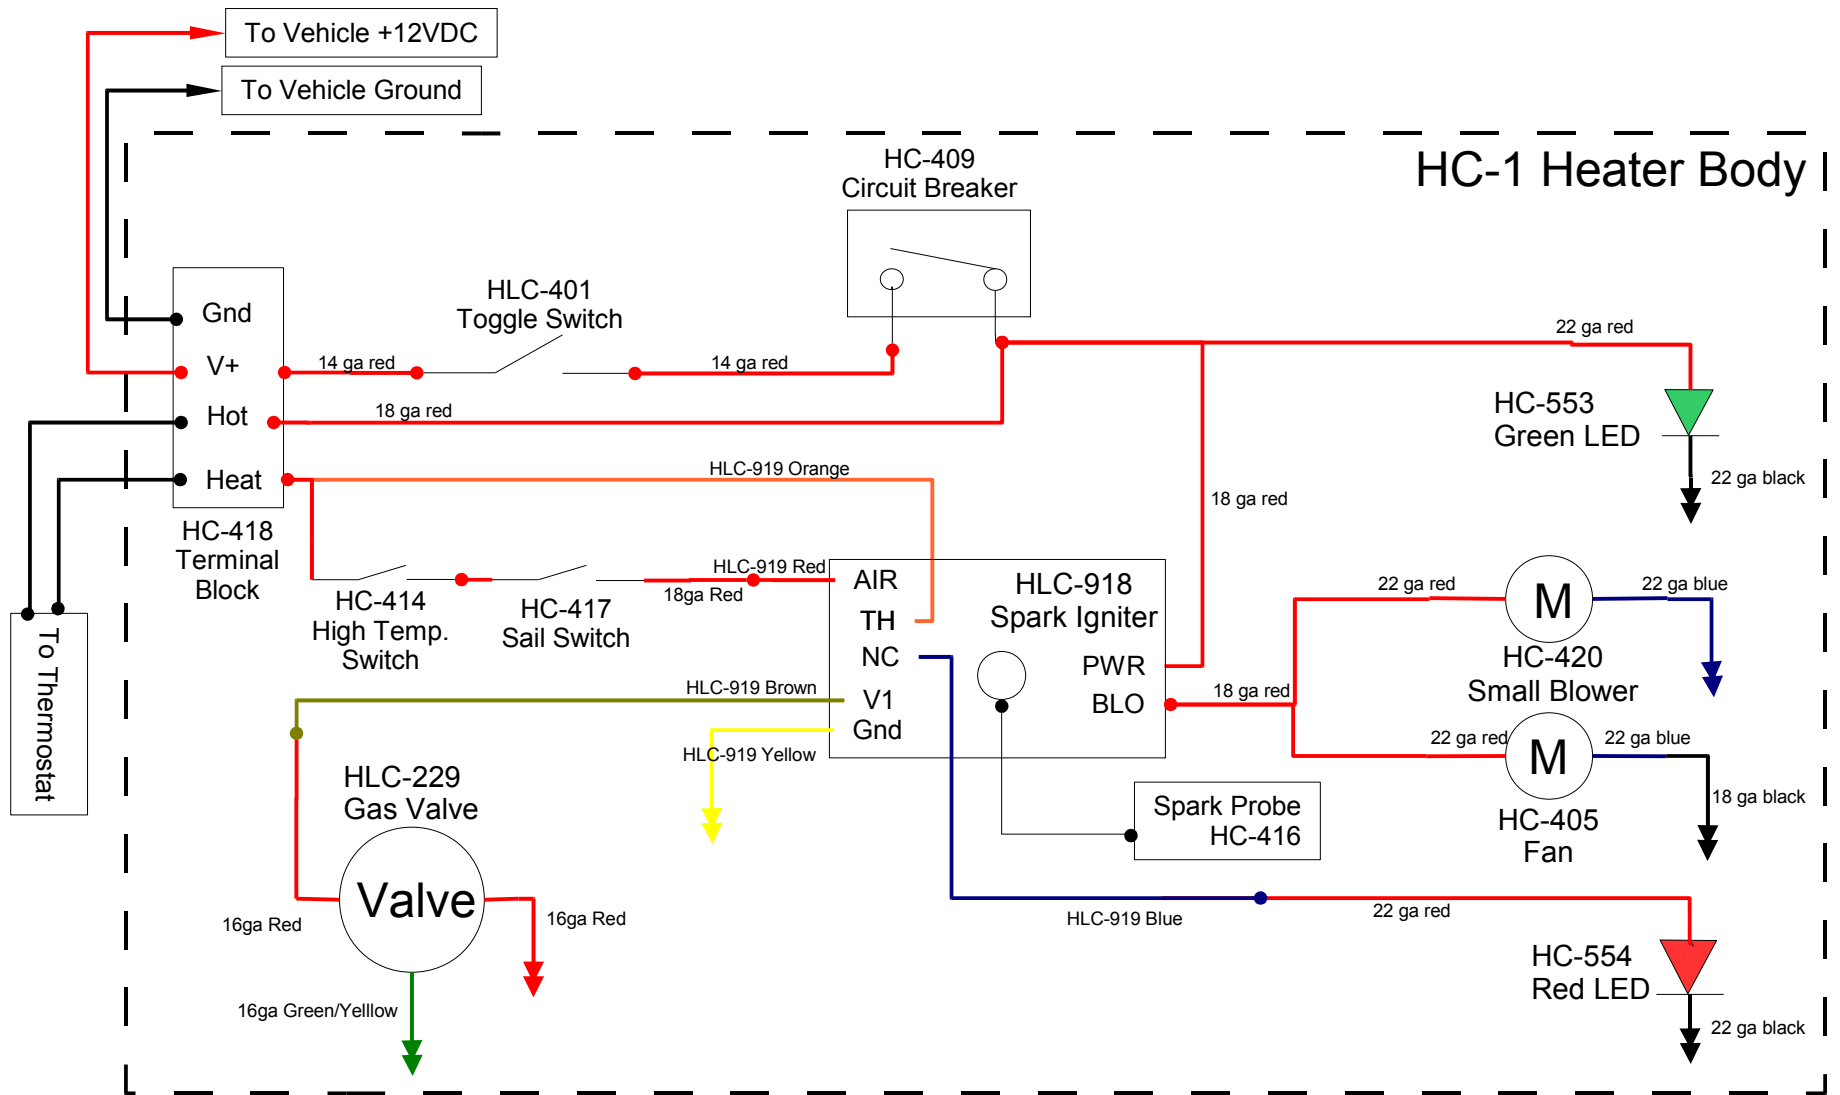 To Vehicle +12VDC
To Vehicle Ground
HC-1 Heater Body
HC-409
Circuit Breaker
HLC-401
Toggle Switch
Gnd
V+
Hot
Heat
HC-418
Terminal
Block
14 ga red
14 ga red
18 ga red
22 ga red
HC-553
Green LED
22 ga black
HLC-919 Orange
18 ga red
HLC-919 Red
18ga Red
HC-414
High Temp.
Switch
HC-417
Sail Switch
AIR
TH
NC
V1
Gnd
HLC-918
Spark Igniter
PWR
BLO
18 ga red
22 ga red
M
22 ga blue
HC-420
Small Blower
22 ga red
M
22 ga blue
18 ga black
HC-405
Fan
To Thermostat
HLC-919 Brown
HLC-919 Yellow
HLC-229
Gas Valve
Valve
16ga Red
16ga Red
16ga Green/Yelllow
Spark Probe
HC-416
HLC-919 Blue
22 ga red
HC-554
Red LED
22 ga black